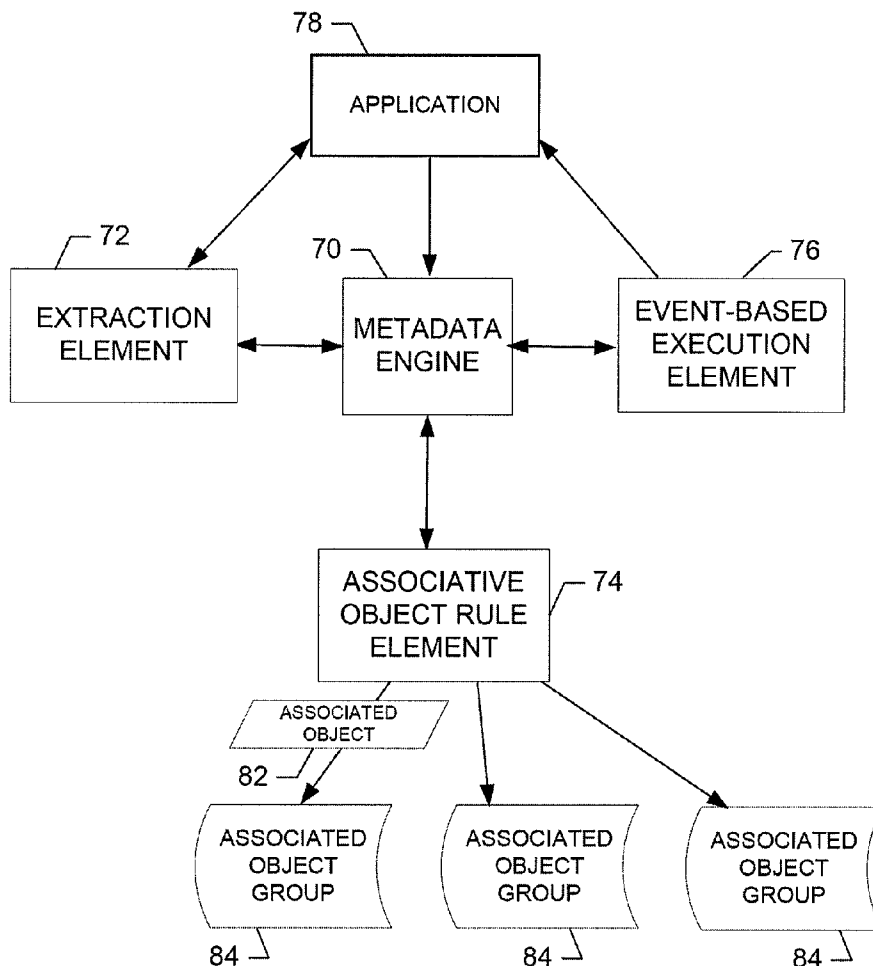 78
APPLICATION
72
70
76
EXTRACTION
ELEMENT
METADATA
ENGINE
EVENT-BASED
EXECUTION
ELEMENT
ASSOCIATIVE
OBJECT RULE
ELEMENT
74
ASSOCIATED
OBJECT
82
ASSOCIATED
OBJECT
GROUP
ASSOCIATED
OBJECT
GROUP
ASSOCIATED
OBJECT
GROUP
84
84
84